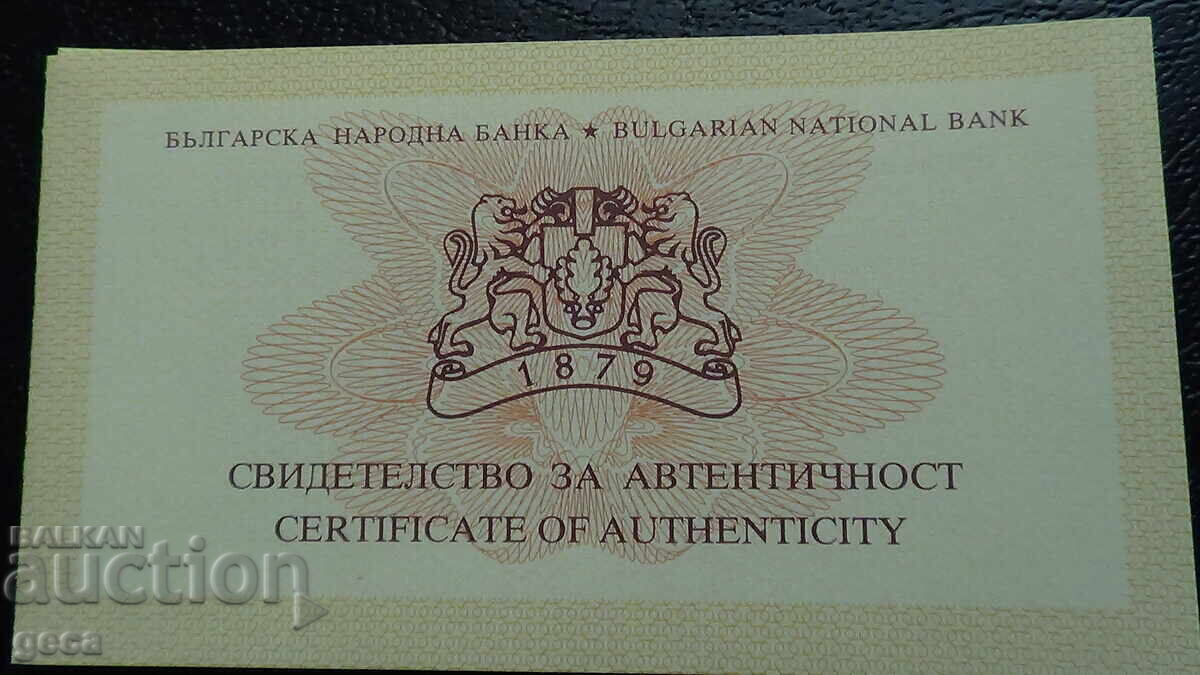 БЪЛГАРСКА НАРОДНА БАНКА ★ BULGARIAN NATIONAL BANK
1879
СВИДЕТЕЛСТВО ЗА АВТЕНТИЧНОСТ
CERTIFICATE OF AUTHENTICITY
BALKAN
auction
geca